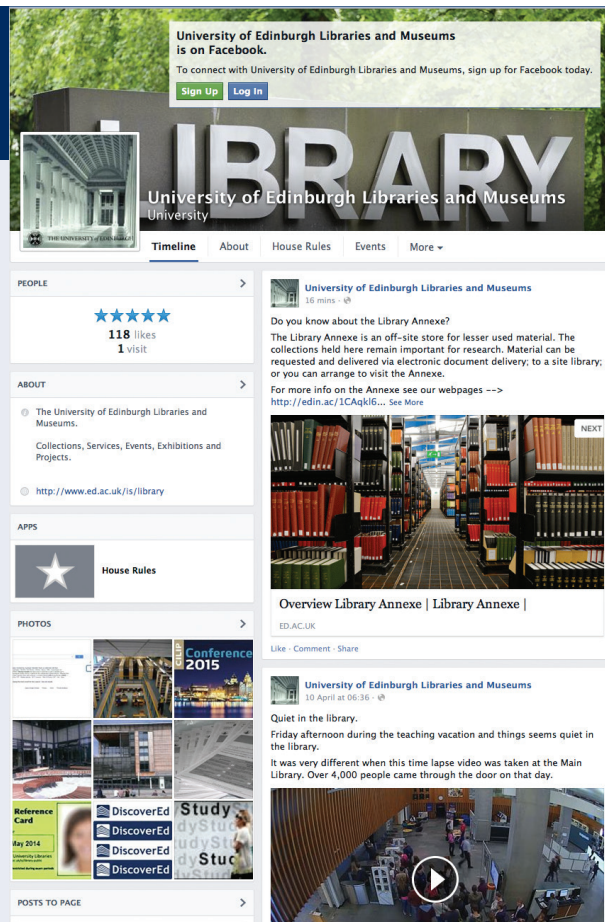 University of Edinburgh Libraries and Museums
is on Facebook.
To connect with University of Edinburgh Libraries and Museums, sign up for Facebook today.
Sign Up Log In
LIBRARY
THE UNIVERSITY of EDINBURGH
University of Edinburgh Libraries and Museums
University
Timeline About House Rules Events More
PEOPLE
118 likes
1 visit
ABOUT
The University of Edinburgh Libraries and
Museums.
Collections, Services, Events, Exhibitions and
Projects.
http://www.ed.ac.uk/is/library
APPS
House Rules
PHOTOS
CILIP Conference
2015
Reference
Card
May 2014
University Libraries
DiscoverEd
DiscoverEd
DiscoverEd
DiscoverEd
Study
dyStud
dyStud
POSTS TO PAGE
University of Edinburgh Libraries and Museums
16 mins ·
Do you know about the Library Annexe?
The Library Annexe is an off-site store for lesser used material. The
collections held here remain important for research. Material can be
requested and delivered via electronic document delivery; to a site library;
or you can arrange to visit the Annexe.
For more info on the Annexe see our webpages -->
http://edin.ac/1CAqkl6... See More
NEXT
Overview Library Annexe | Library Annexe |
ED.AC.UK
Like · Comment · Share
University of Edinburgh Libraries and Museums
10 April at 06:36 ·
Quiet in the library.
Friday afternoon during the teaching vacation and things seems quiet in
the library.
It was very different when this time lapse video was taken at the Main
Library. Over 4,000 people came through the door on that day.